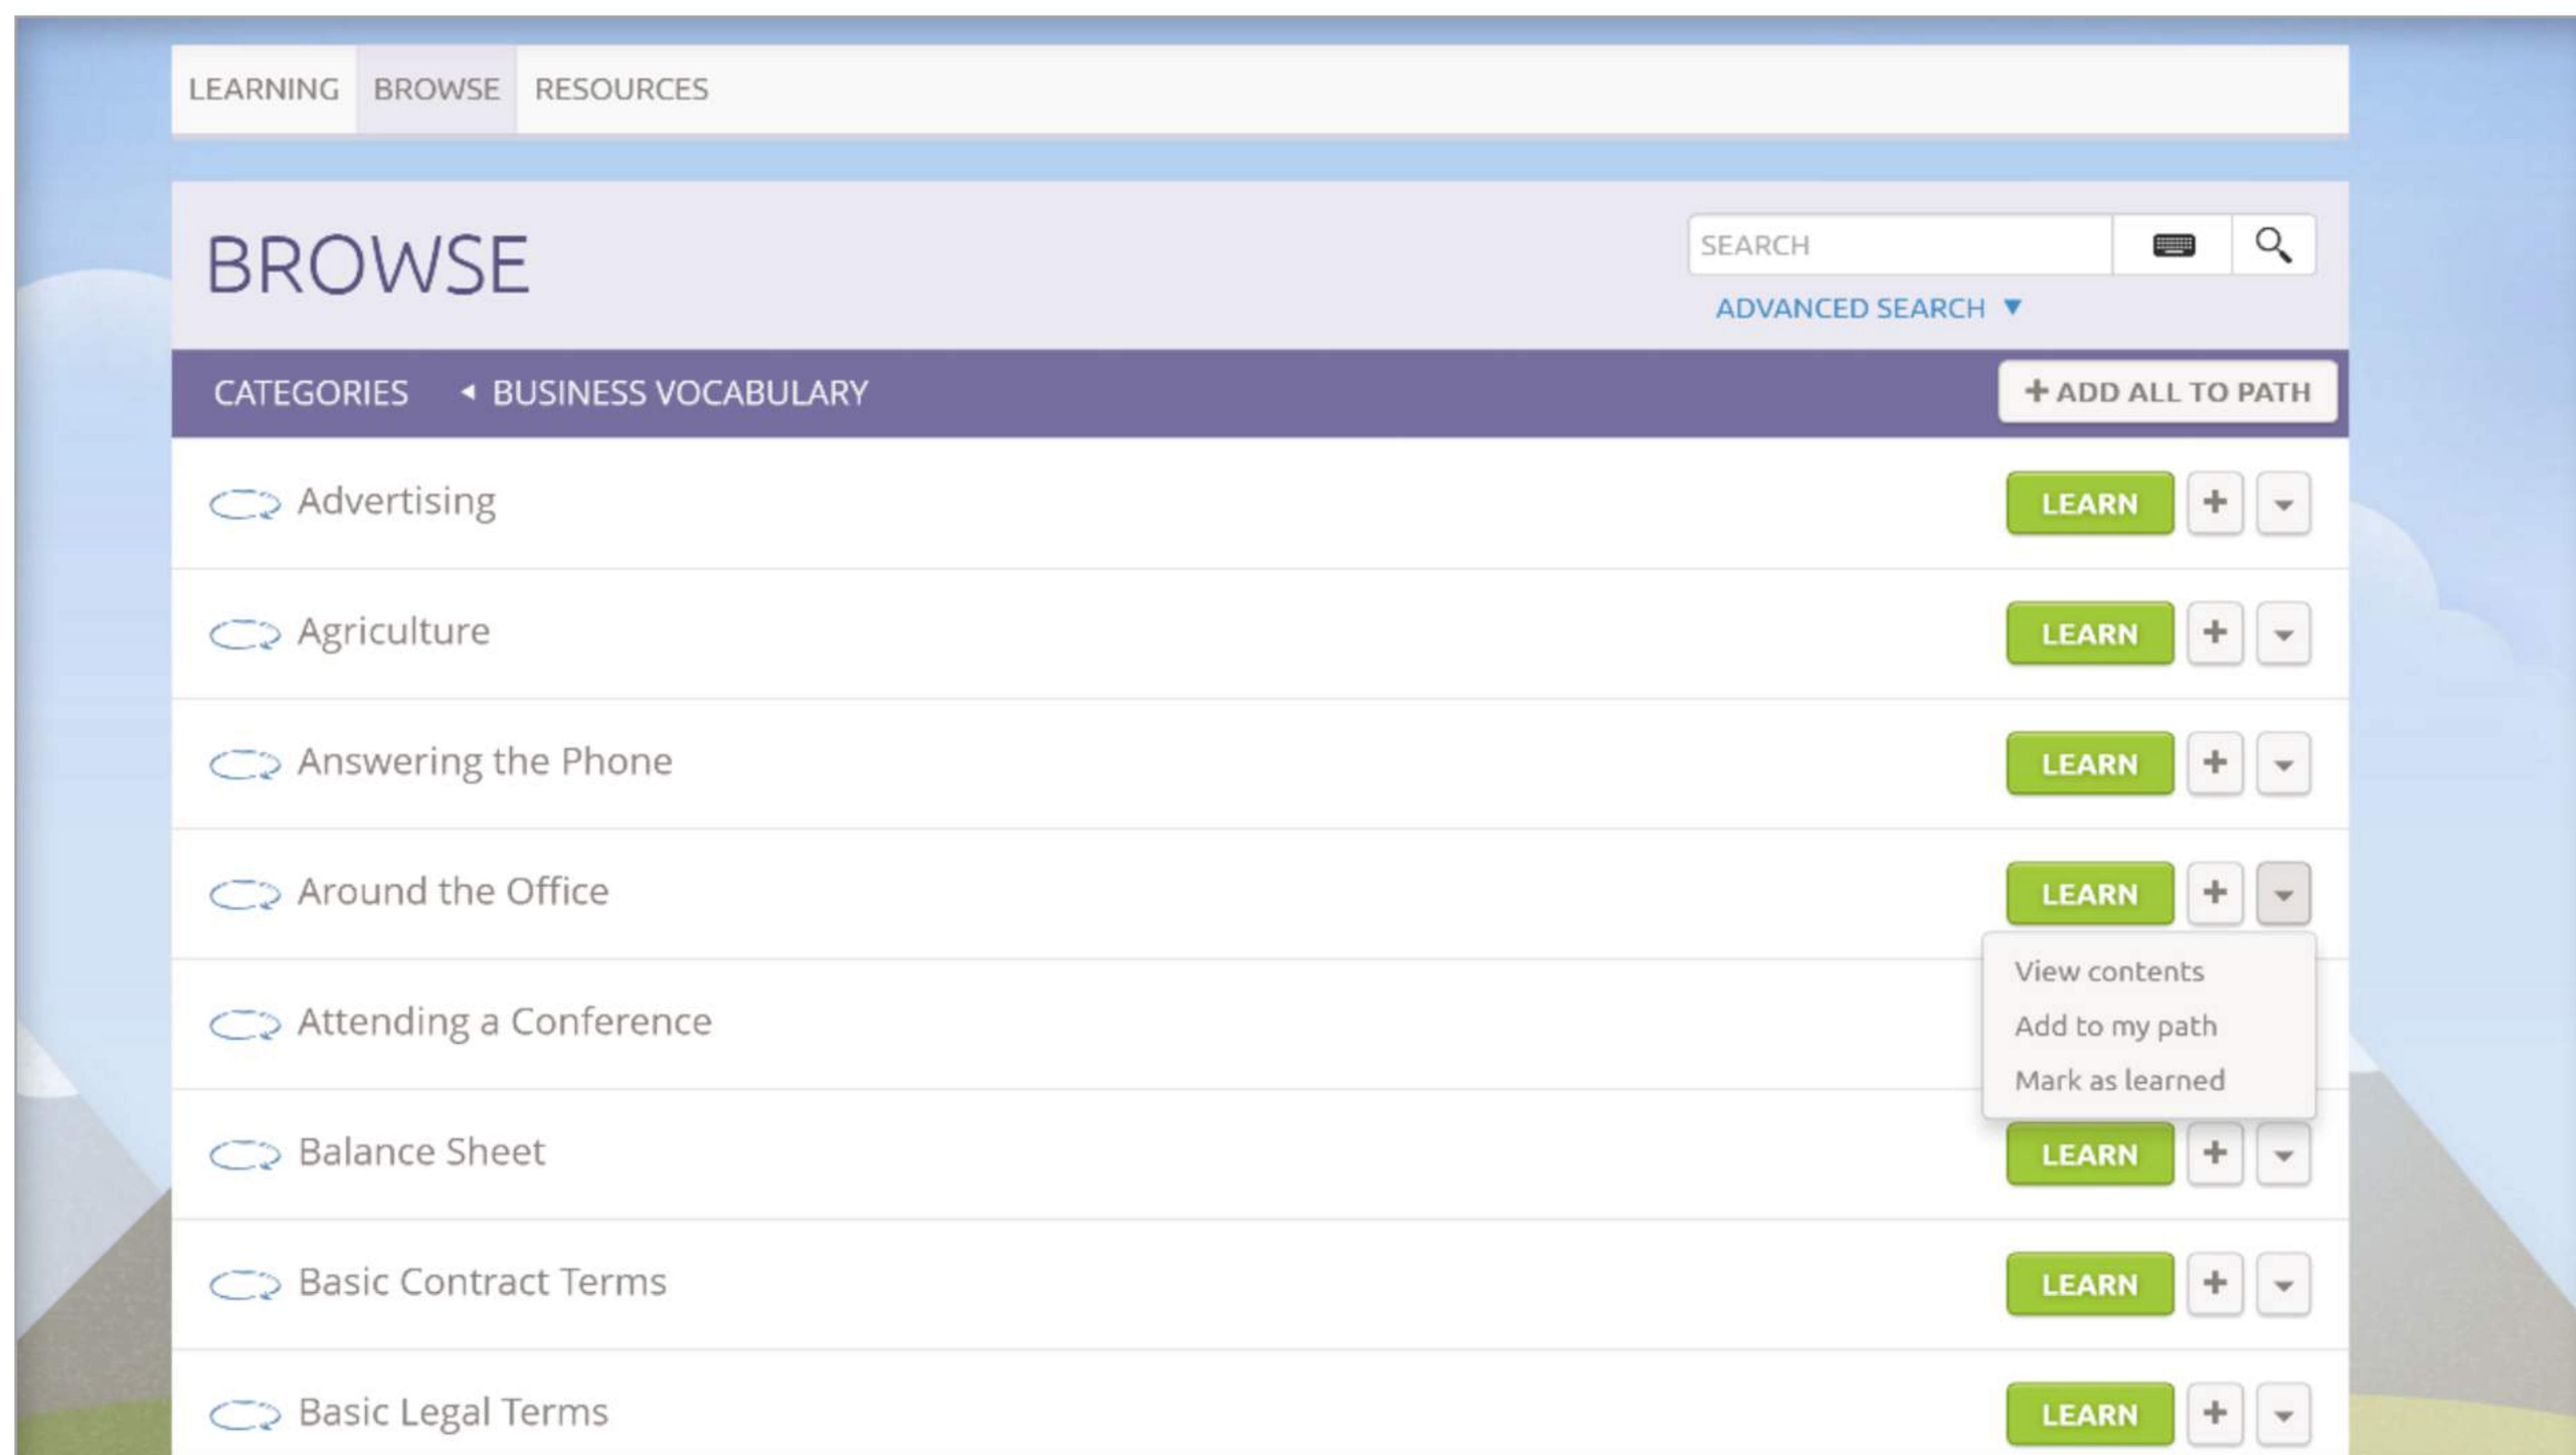 LEARNING BROWSE RESOURCES
BROWSE
SEARCH
ADVANCED SEARCH ▼
CATEGORIES ◂ BUSINESS VOCABULARY
+ ADD ALL TO PATH
Advertising LEARN +
Agriculture LEARN +
Answering the Phone LEARN +
Around the Office LEARN +
View contents
Attending a Conference
Add to my path
Mark as learned
Balance Sheet LEARN +
Basic Contract Terms LEARN +
Basic Legal Terms LEARN +